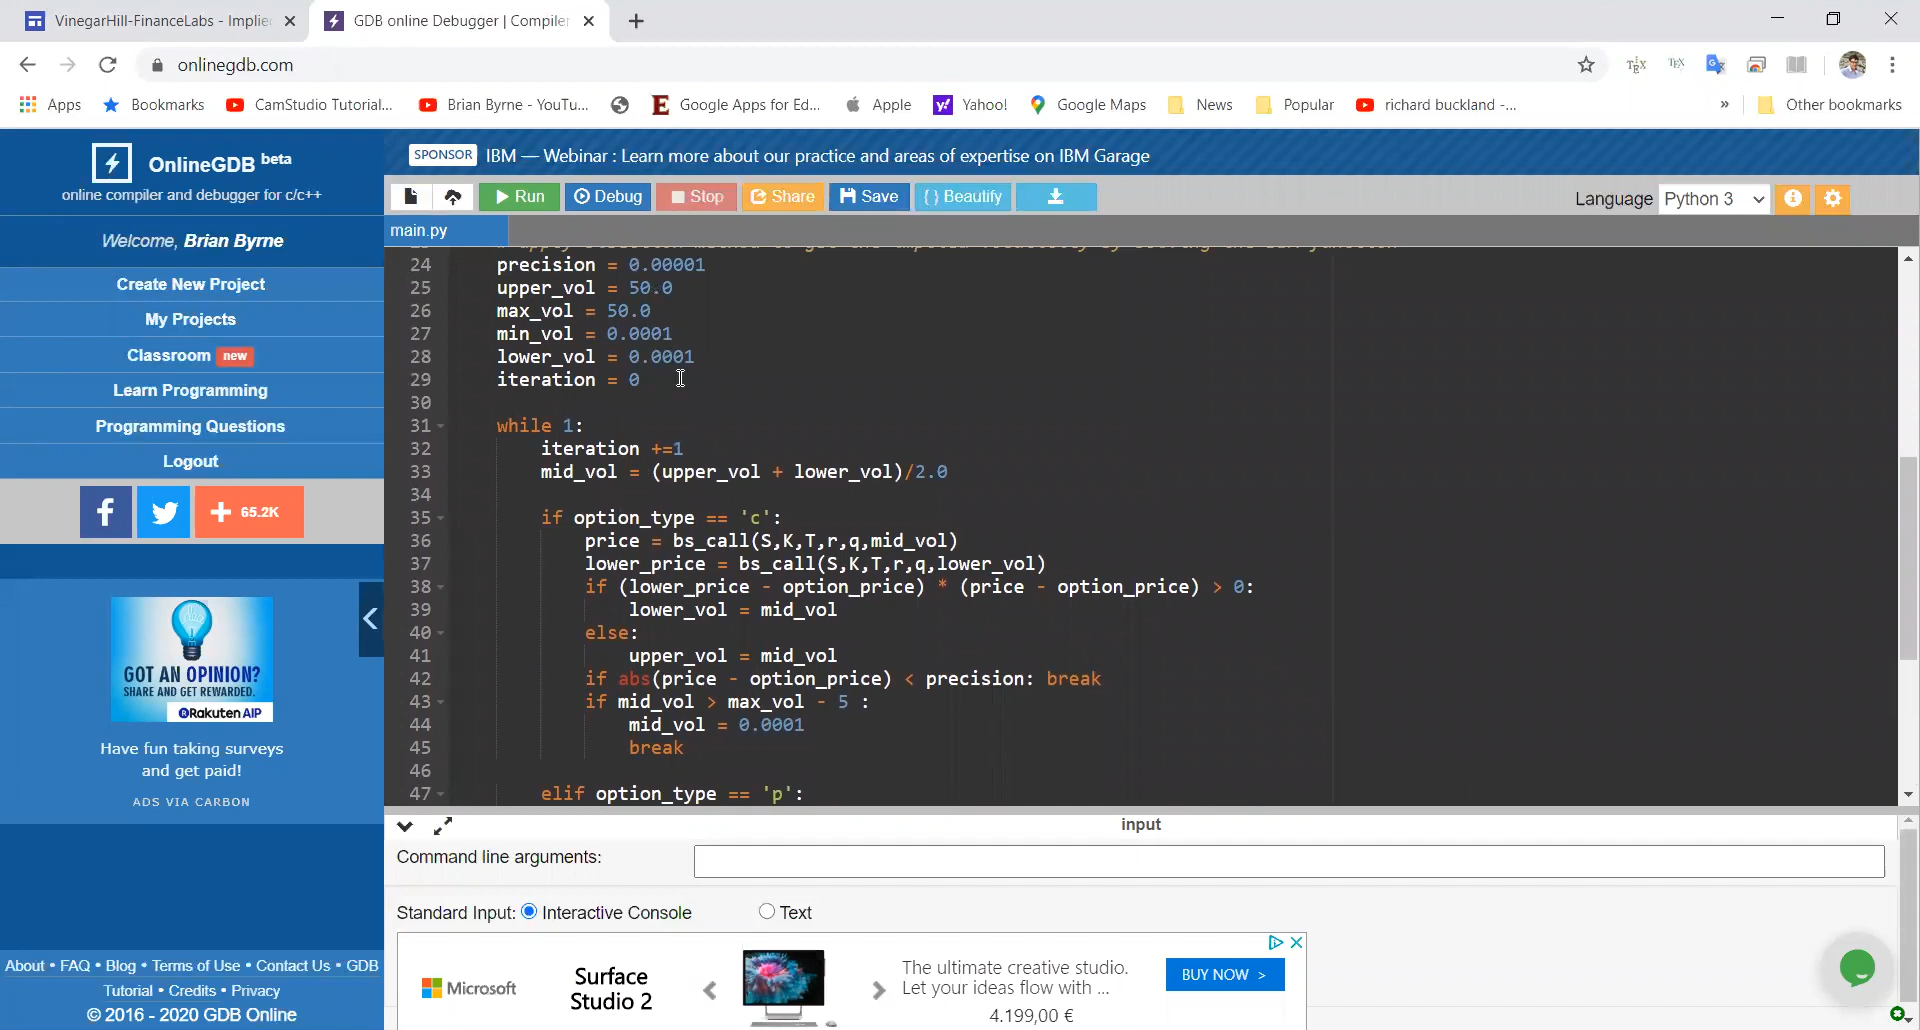 VinegarHill-FinanceLabs - Implie
GDB online Debugger | Compiler
onlinegdb.com
Apps
Bookmarks
CamStudio Tutorial...
Brian Byrne - YouTu...
Google Apps for Ed...
Apple
Yahoo!
Google Maps
News
Popular
richard buckland -...
»
Other bookmarks
OnlineGDB beta
online compiler and debugger for c/c++
Welcome, Brian Byrne
Create New Project
My Projects
Classroom new
Learn Programming
Programming Questions
Logout
+ 65.2K
GOT AN OPINION?
SHARE AND GET REWARDED.
Rakuten AIP
Have fun taking surveys
and get paid!
ADS VIA CARBON
About • FAQ • Blog • Terms of Use • Contact Us • GDB
Tutorial • Credits • Privacy
© 2016 - 2020 GDB Online
SPONSOR IBM — Webinar : Learn more about our practice and areas of expertise on IBM Garage
Run
Debug
Stop
Share
Save
{ } Beautify
Language Python 3
main.py
24 precision = 0.00001
25 upper_vol = 50.0
26 max_vol = 50.0
27 min_vol = 0.0001
28 lower_vol = 0.0001
29 iteration = 0
30
31 while 1:
32 iteration +=1
33 mid_vol = (upper_vol + lower_vol)/2.0
34
35 if option_type == 'c':
36 price = bs_call(S,K,T,r,q,mid_vol)
37 lower_price = bs_call(S,K,T,r,q,lower_vol)
38 if (lower_price - option_price) * (price - option_price) > 0:
39 lower_vol = mid_vol
40 else:
41 upper_vol = mid_vol
42 if abs(price - option_price) < precision: break
43 if mid_vol > max_vol - 5 :
44 mid_vol = 0.0001
45 break
46
47 elif option_type == 'p':
input
Command line arguments:
Standard Input: Interactive Console Text
Microsoft
Surface
Studio 2
The ultimate creative studio.
Let your ideas flow with ...
4.199,00 €
BUY NOW >